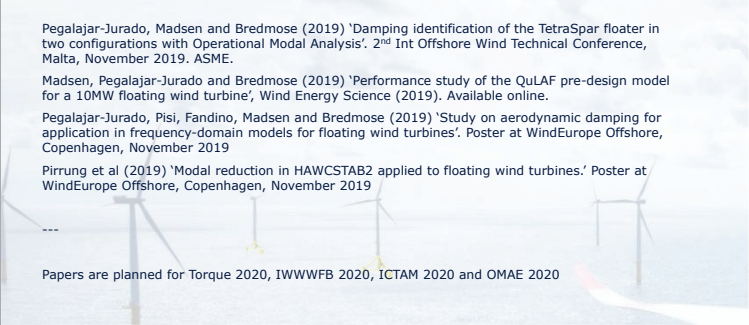 Pegalajar-Jurado, Madsen and Bredmose (2019) ‘Damping identification of the TetraSpar floater in
two configurations with Operational Modal Analysis’. 2nd Int Offshore Wind Technical Conference,
Malta, November 2019. ASME.
Madsen, Pegalajar-Jurado and Bredmose (2019) ‘Performance study of the QuLAF pre-design model
for a 10MW floating wind turbine’, Wind Energy Science (2019). Available online.
Pegalajar-Jurado, Pisi, Fandino, Madsen and Bredmose (2019) ‘Study on aerodynamic damping for
application in frequency-domain models for floating wind turbines’. Poster at WindEurope Offshore,
Copenhagen, November 2019
Pirrung et al (2019) ‘Modal reduction in HAWCSTAB2 applied to floating wind turbines.’ Poster at
WindEurope Offshore, Copenhagen, November 2019
---
Papers are planned for Torque 2020, IWWWFB 2020, ICTAM 2020 and OMAE 2020